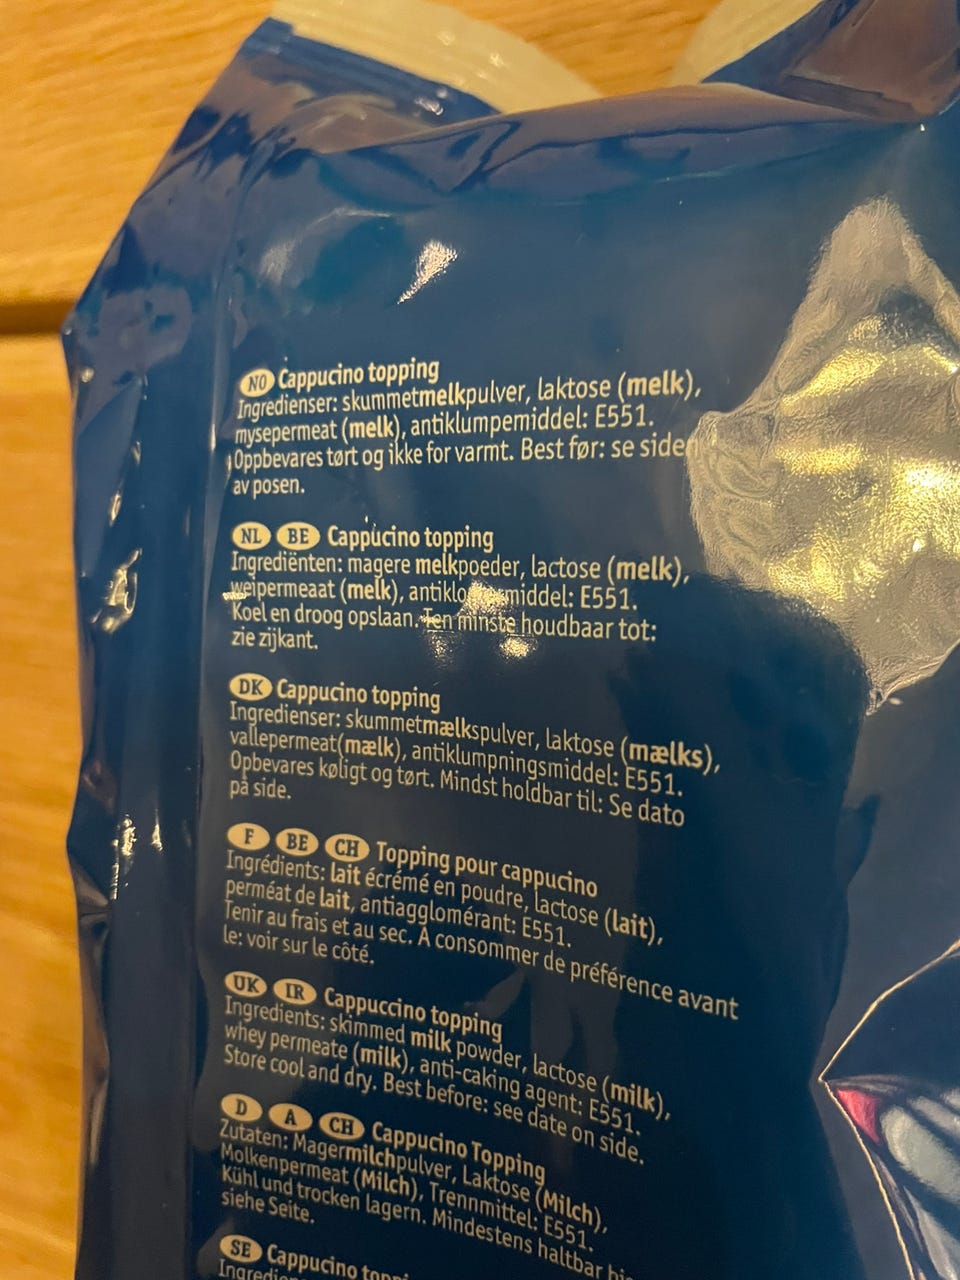 NO Cappucino topping
Ingredienser: skummetmelkpulver, laktose (melk),
mysepermeat (melk), antiklumpemiddel: E551.
Oppbevares tørt og ikke for varmt. Best før: se siden
av posen.
NL BE Cappucino topping
Ingrediënten: magere melkpoeder, lactose (melk),
weipermeaat (melk), middel: E551.
Koel en droog opslaan. Ten minste houdbaar tot:
zie zijkant.
DK Cappucino topping
Ingredienser: skummetmælkspulver, laktose (mælks),
vallepermeat(mælk), antiklumpningsmiddel: E551.
Opbevares køligt og tørt. Mindst holdbar til: Se dato
på side.
F BE CH Topping pour cappucino
Ingrédients: lait écrémé en poudre, lactose (lait),
perméat de lait, antiagglomérant: E551.
Tenir au frais et au sec. À consommer de préférence avant
le: voir sur le côté.
UK IR Cappuccino topping
Ingredients: skimmed milk powder, lactose (milk),
whey permeate (milk), anti-caking agent: E551.
Store cool and dry. Best before: see date on side.
D A CH Cappucino Topping
Zutaten: Magermilchpulver, Laktose (Milch),
Molkenpermeat (Milch), Trennmittel: E551.
Kühl und trocken lagern. Mindestens haltbar
siehe Seite.
SE Cappucino